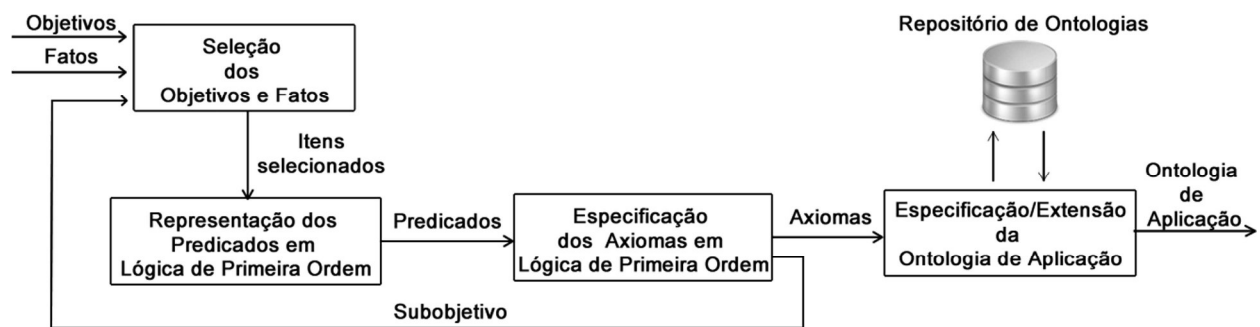 Objetivos
Fatos
Seleção
dos
Objetivos e Fatos
Repositório de Ontologias
Itens
selecionados
Representação dos
Predicados em
Lógica de Primeira Ordem
Predicados
Especificação
dos Axiomas em
Lógica de Primeira Ordem
Axiomas
Especificação/Extensão
da
Ontologia de Aplicação
Ontologia
de
Aplicação
Subobjetivo